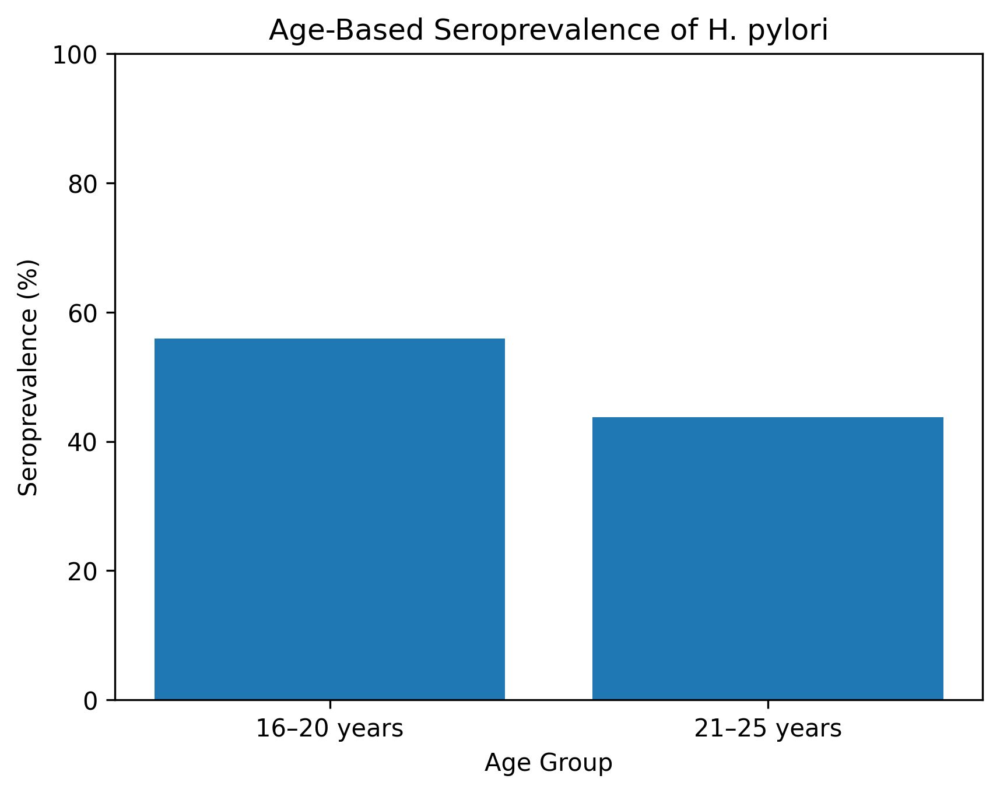 Age-Based Seroprevalence of H. pylori
100
80
60
40
20
0
Seroprevalence (%)
16–20 years
21–25 years
Age Group